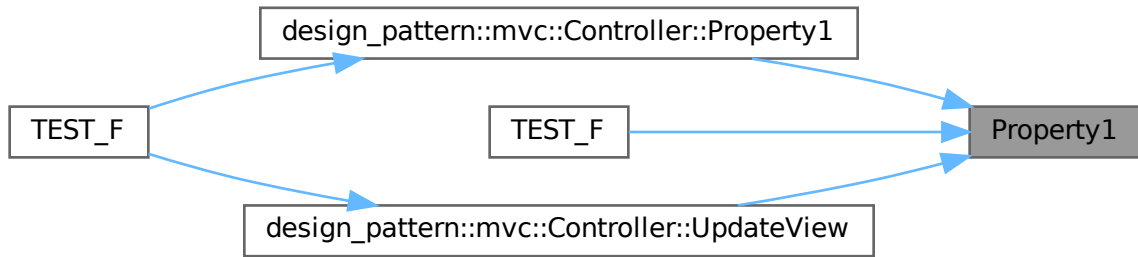 design_pattern::mvc::Controller::Property1
TEST_F
TEST_F
Property1
design_pattern::mvc::Controller::UpdateView